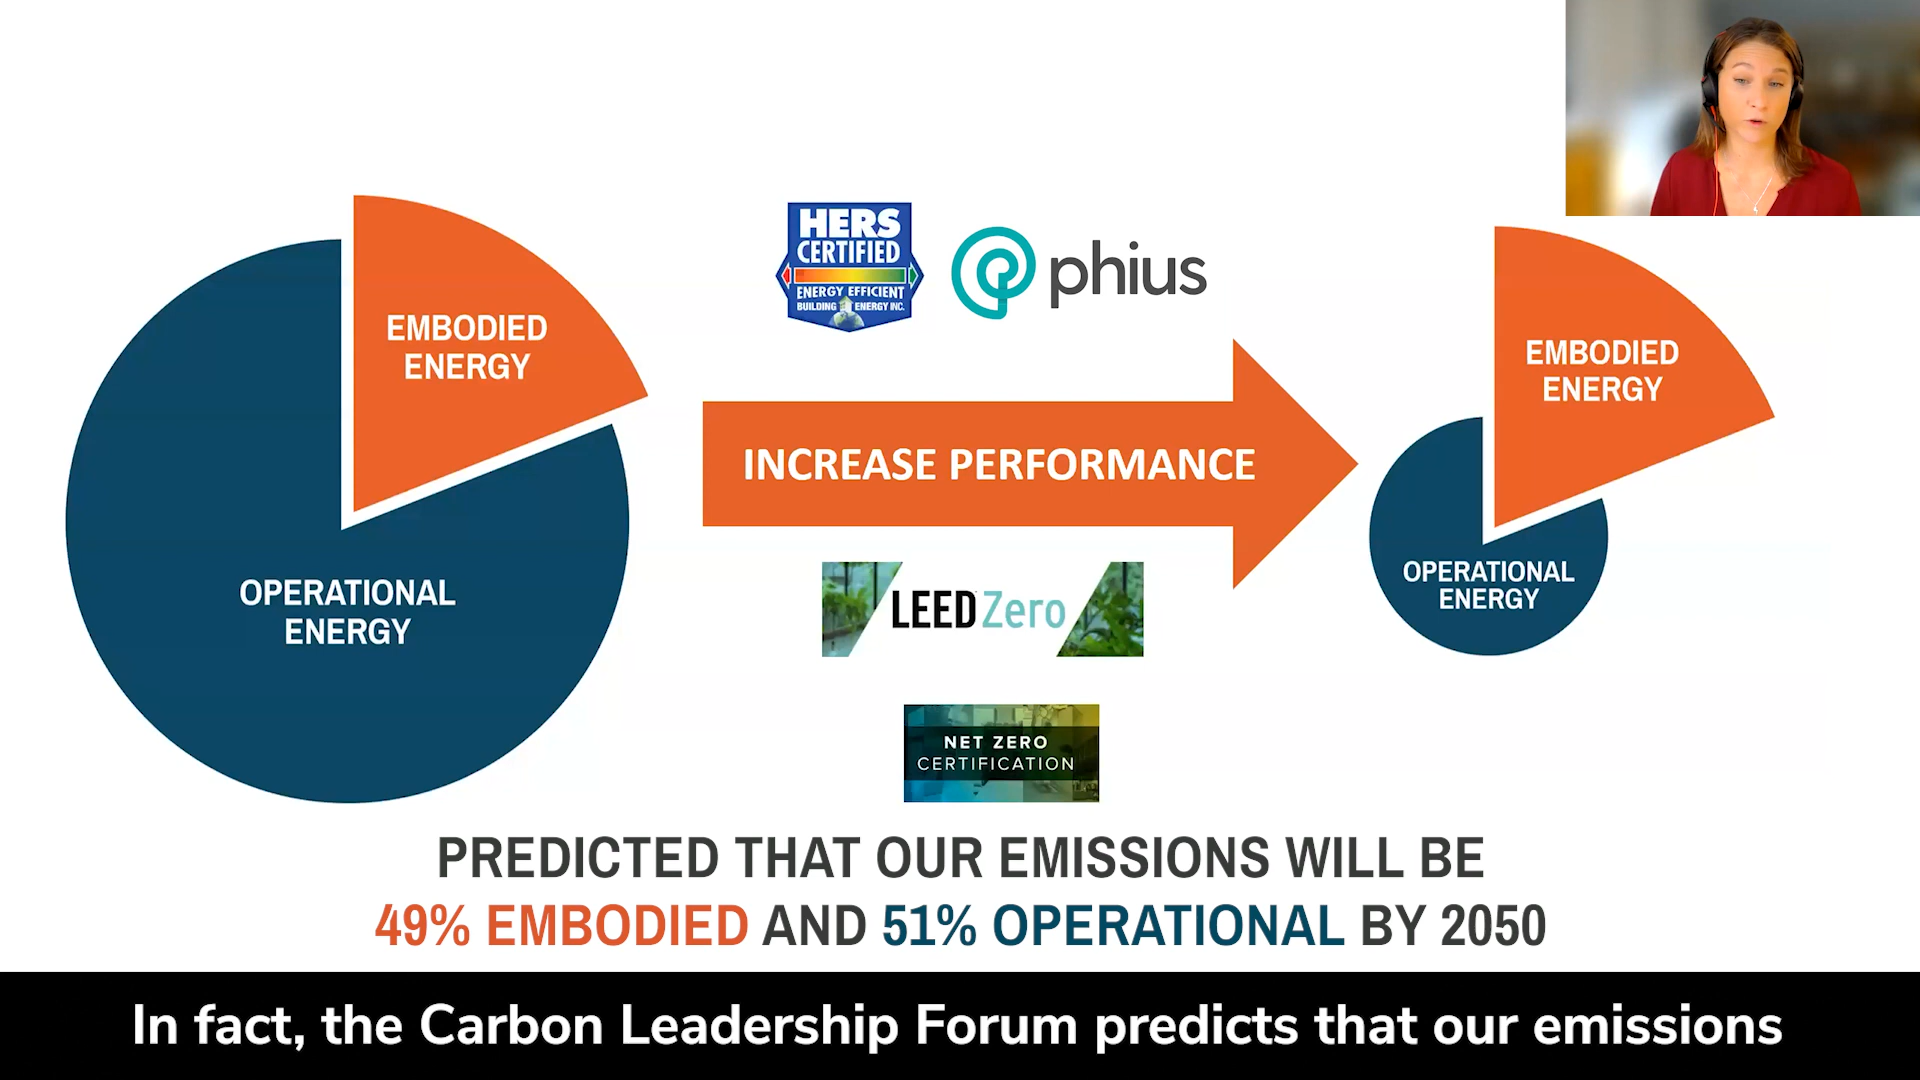 EMBODIED
ENERGY
OPERATIONAL
ENERGY
HERS
CERTIFIED
ENERGY EFFICIENT
BUILDING ENERGY INC.
phius
INCREASE PERFORMANCE
LEED Zero
NET ZERO
CERTIFICATION
EMBODIED
ENERGY
OPERATIONAL
ENERGY
PREDICTED THAT OUR EMISSIONS WILL BE
49% EMBODIED AND 51% OPERATIONAL BY 2050
In fact, the Carbon Leadership Forum predicts that our emissions